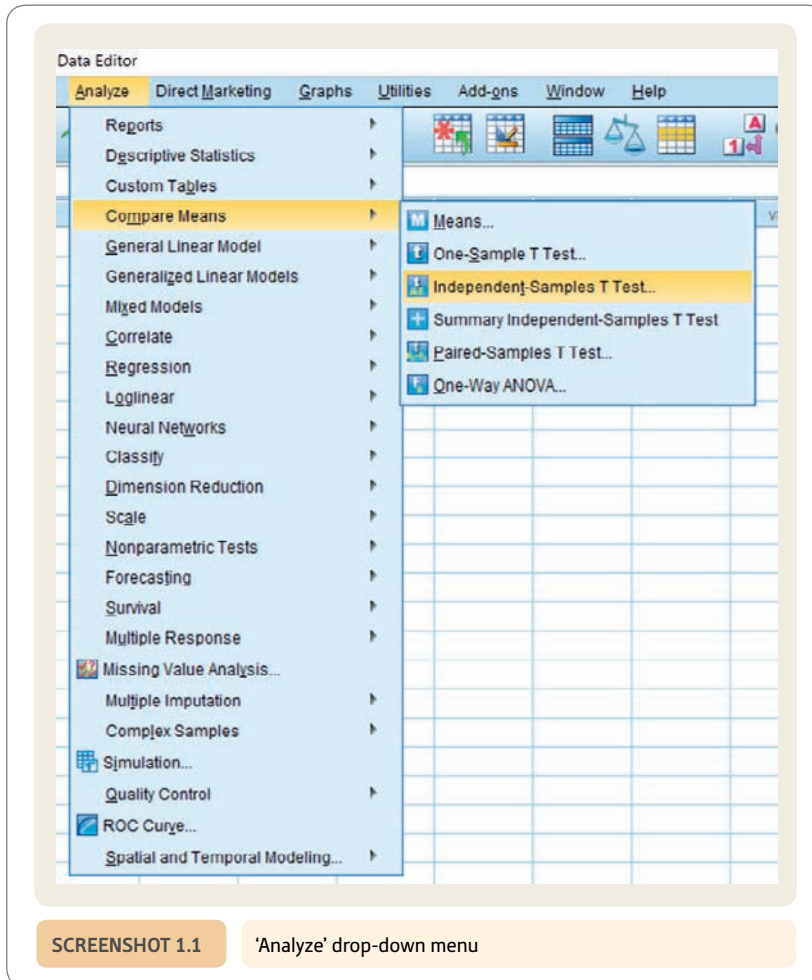 Data Editor
Analyze Direct Marketing Graphs Utilities Add-ons Window Help
A
1
Reports
Descriptive Statistics
Custom Tables
Compare Means
General Linear Model
Generalized Linear Models
Mixed Models
Correlate
Regression
Loglinear
Neural Networks
Classify
Dimension Reduction
Scale
Nonparametric Tests
Forecasting
Survival
Multiple Response
Missing Value Analysis...
Multiple Imputation
Complex Samples
Simulation...
Quality Control
ROC Curve...
Spatial and Temporal Modeling...
M Means...
One-Sample T Test...
Independent-Samples T Test...
Summary Independent-Samples T Test
Paired-Samples T Test...
One-Way ANOVA...
SCREENSHOT 1.1 'Analyze' drop-down menu